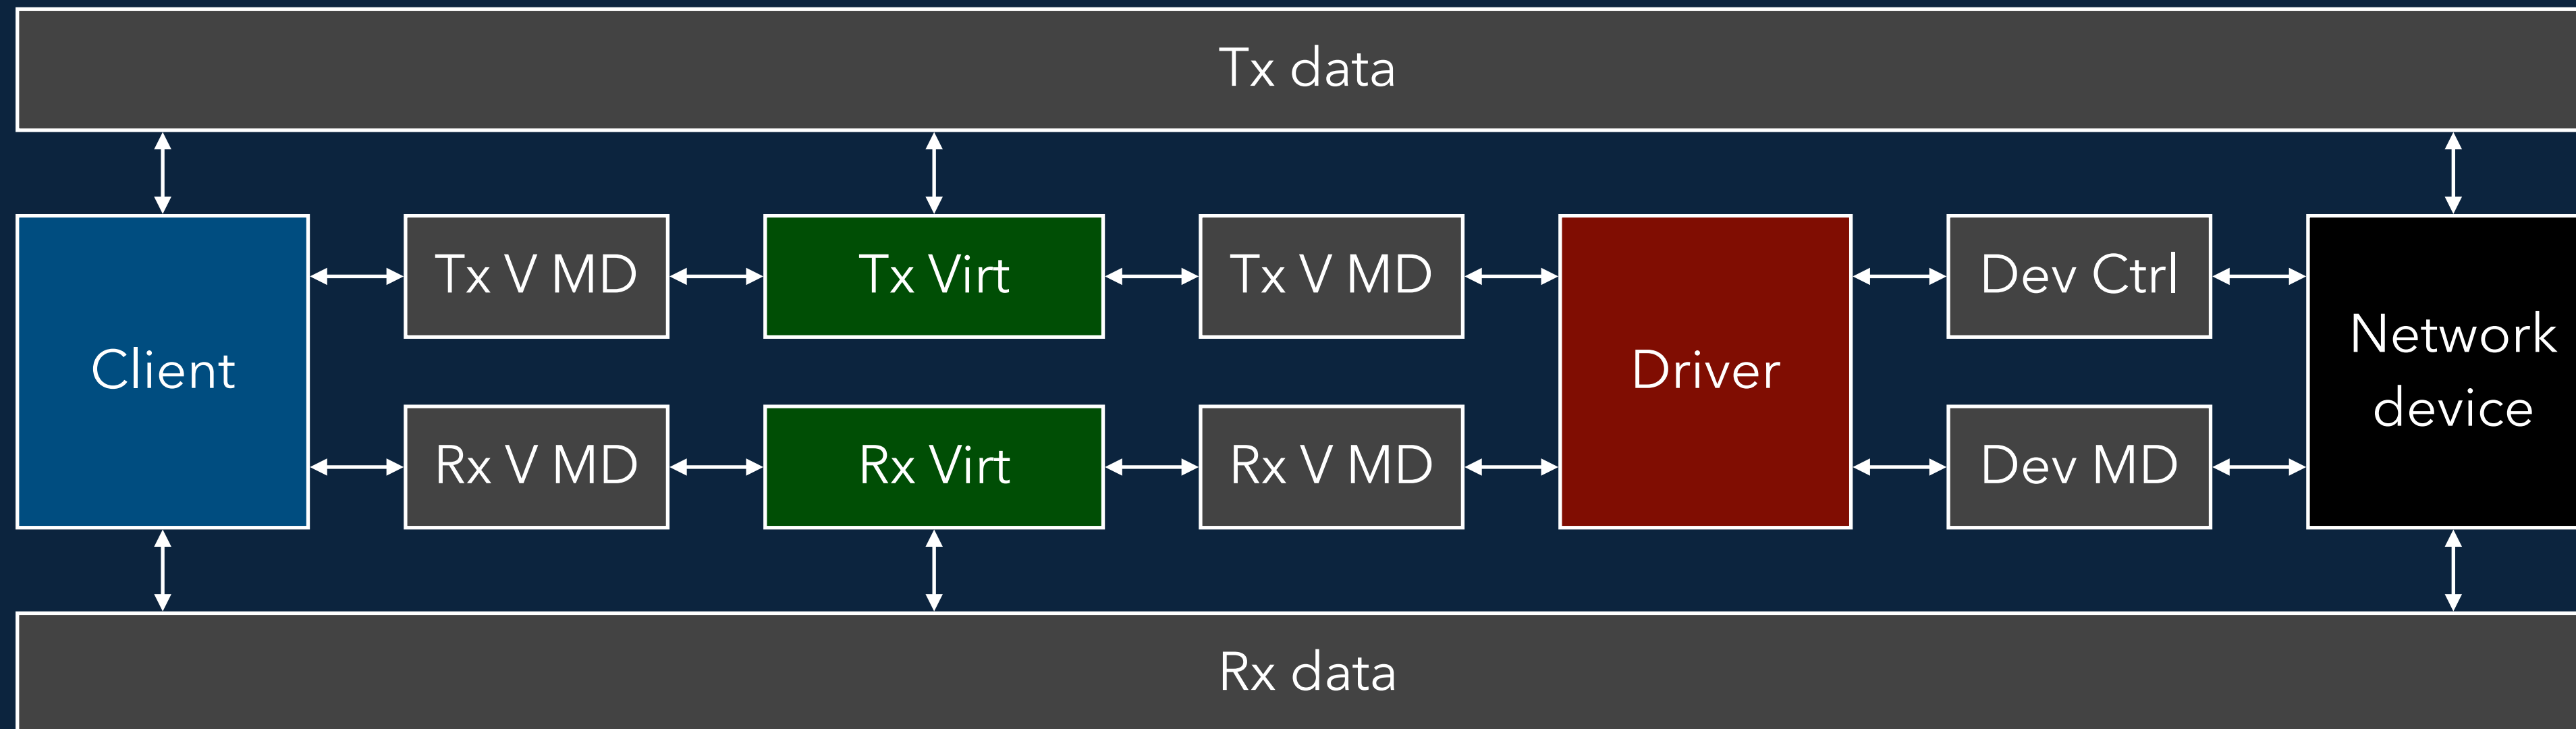 Tx data
Client
Tx V MD
Tx Virt
Tx V MD
Driver
Dev Ctrl
Network
device
Rx V MD
Rx Virt
Rx V MD
Dev MD
Rx data